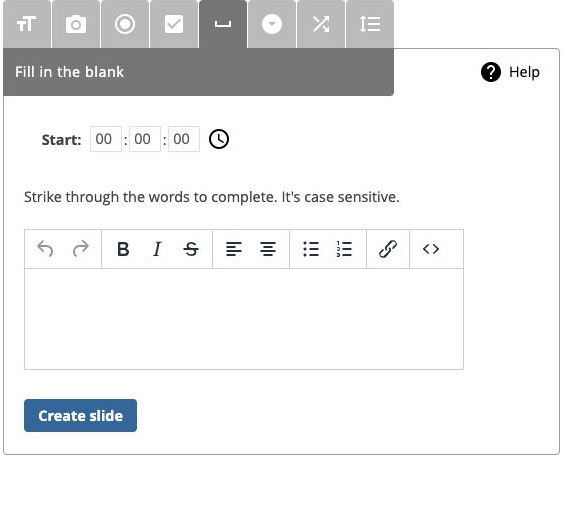 Fill in the blank
Help
Start: 00 : 00 : 00
Strike through the words to complete. It's case sensitive.
B I S
Create slide